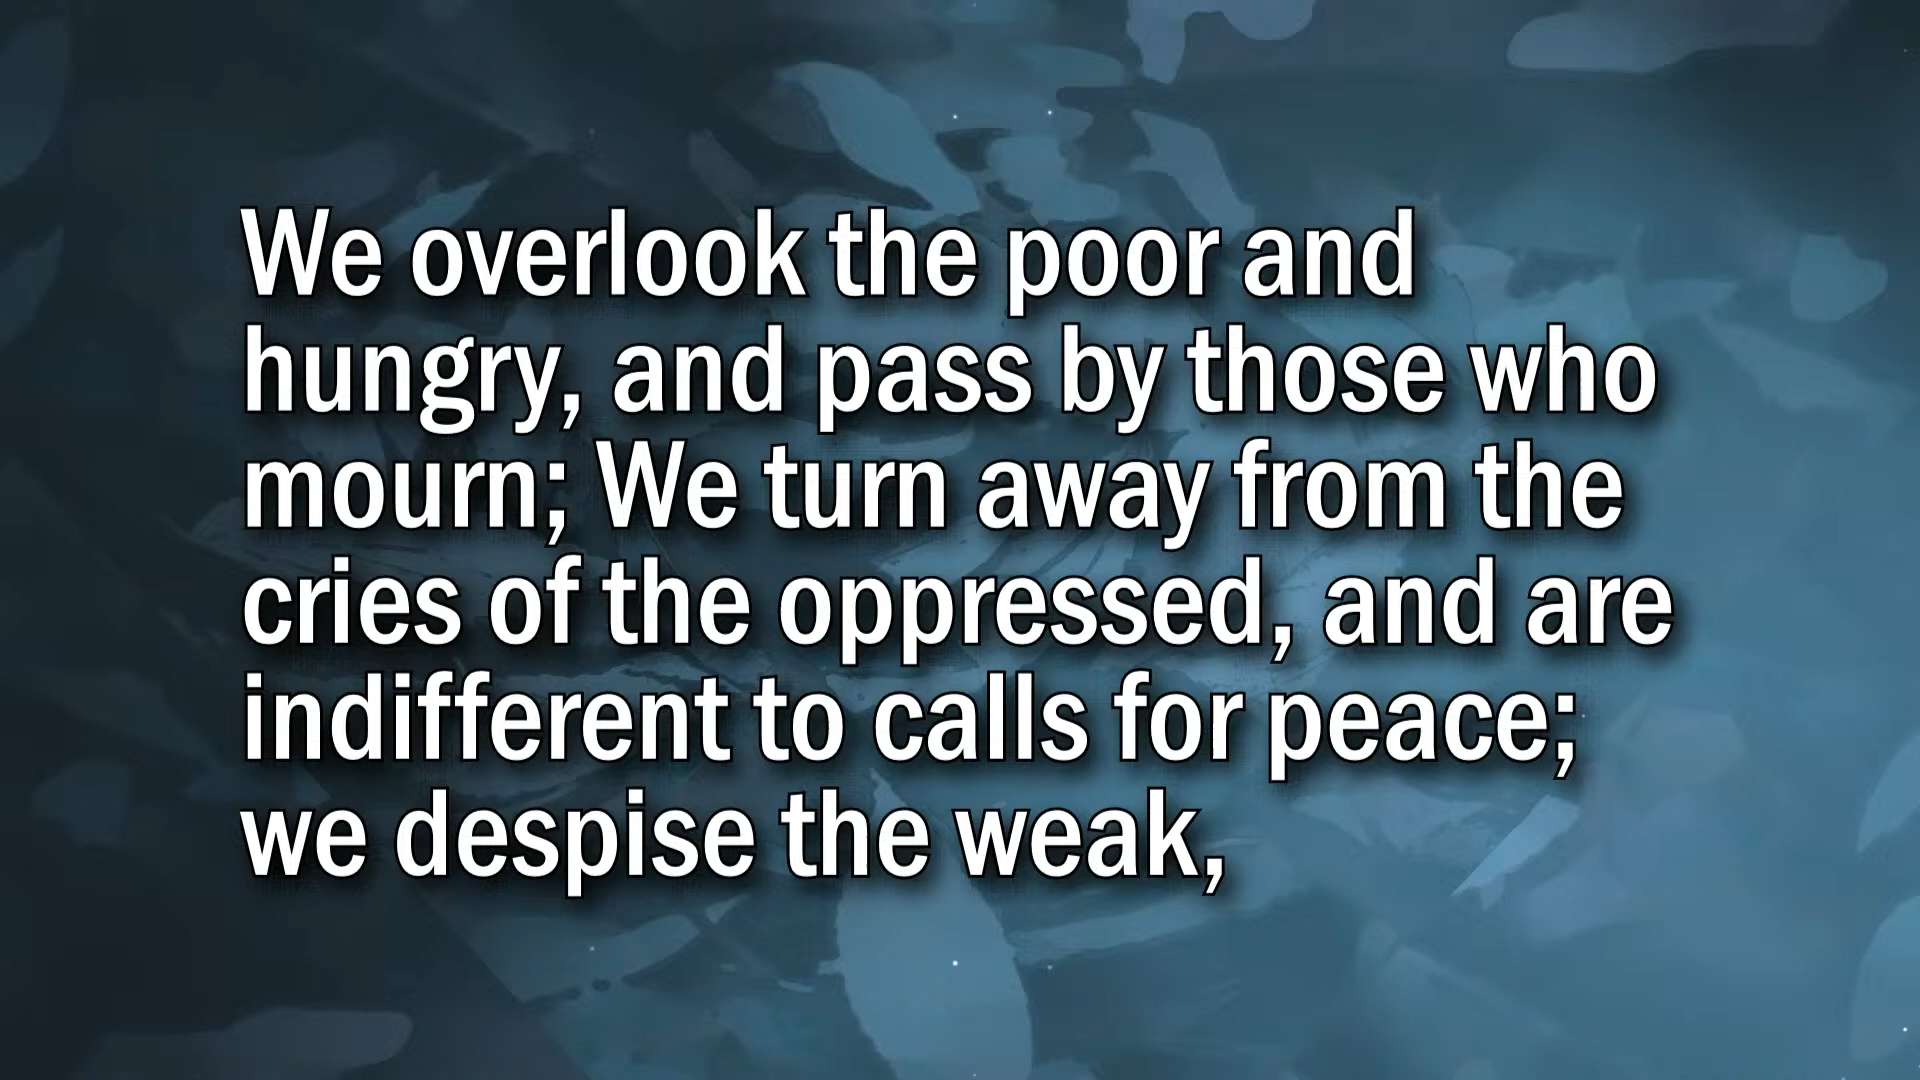 We overlook the poor and
hungry, and pass by those who
mourn; We turn away from the
cries of the oppressed, and are
indifferent to calls for peace;
we despise the weak,